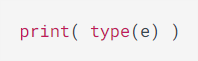 print( type(e) )